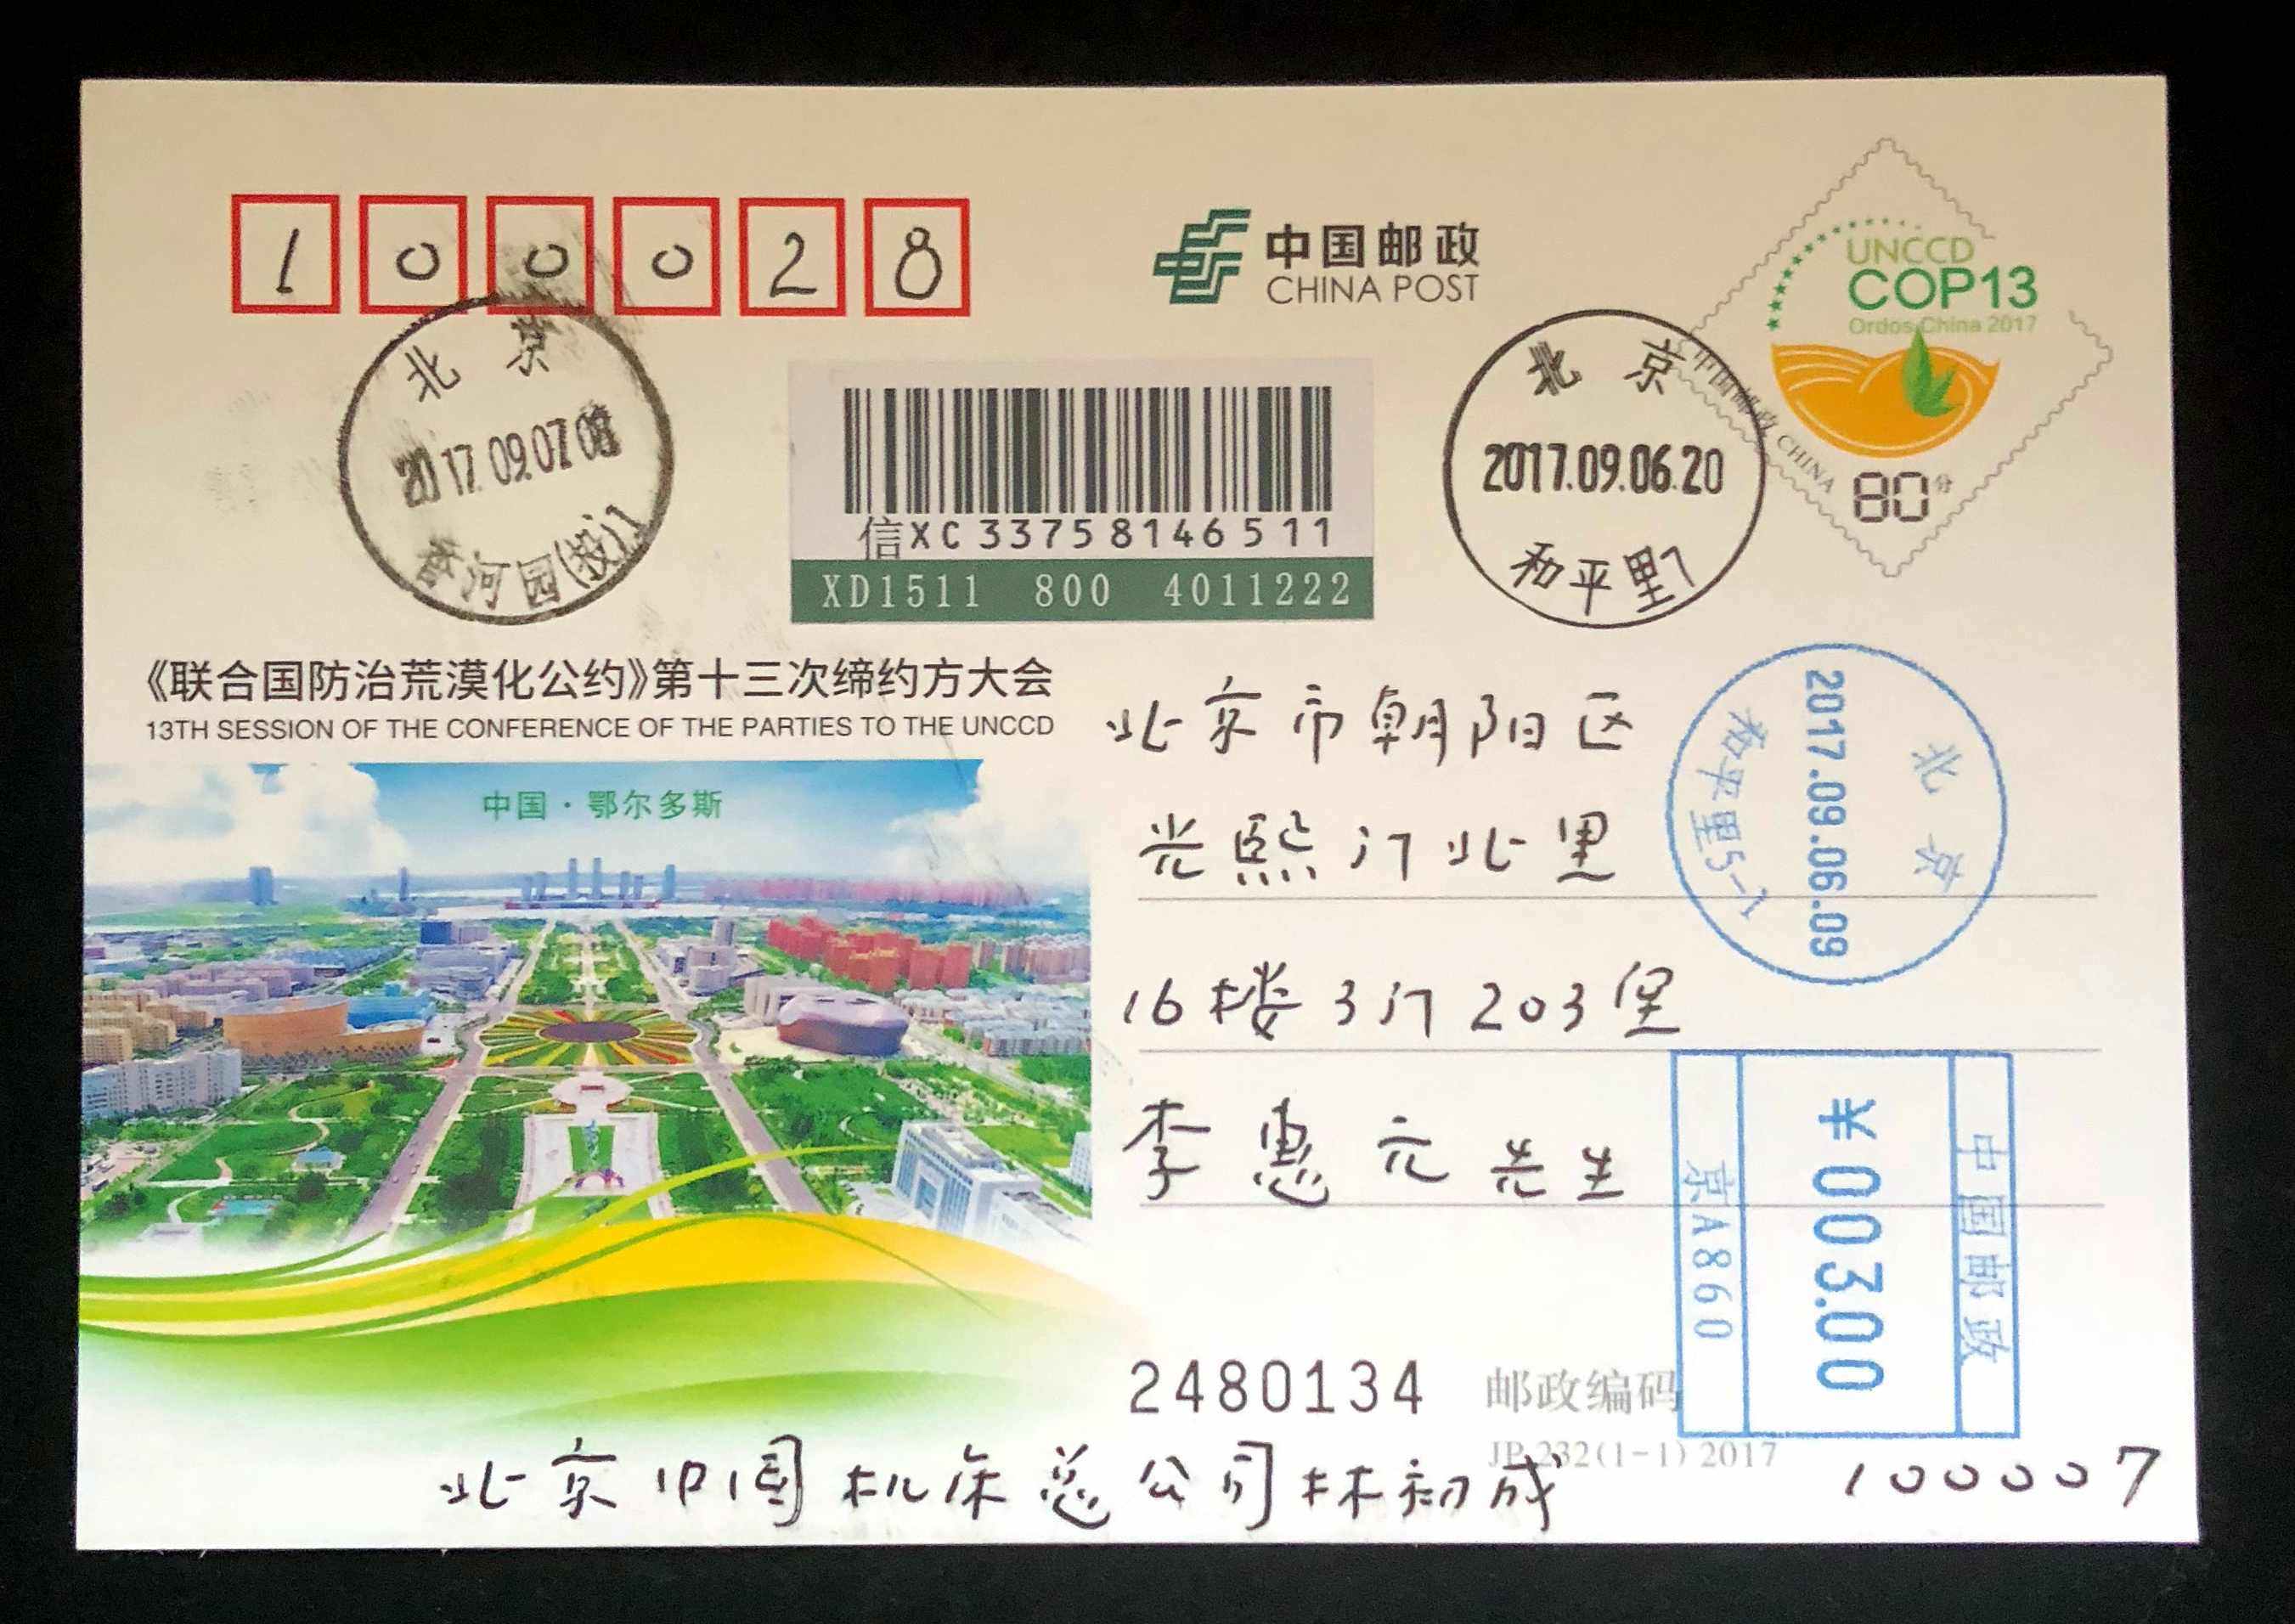 100028
中国邮政
CHINA POST
UNCCD
COP13
Ordos China 2017
中国邮政 CHINA
80分
北京
2017.09.07.08
香河园(投)1
信XC 33758146511
XD1511 800 4011222
北京
2017.09.06.20
和平里7
《联合国防治荒漠化公约》第十三次缔约方大会
13TH SESSION OF THE CONFERENCE OF THE PARTIES TO THE UNCCD
中国·鄂尔多斯
北京市朝阳区
光熙门北里
16楼3门203室
李惠元先生
北京
2017.09.06.09
和平里5-1
中国邮政
¥003.00
京A860
2480134
邮政编码
JP 232(1-1) 2017
北京中国机床总公司林初成
100007